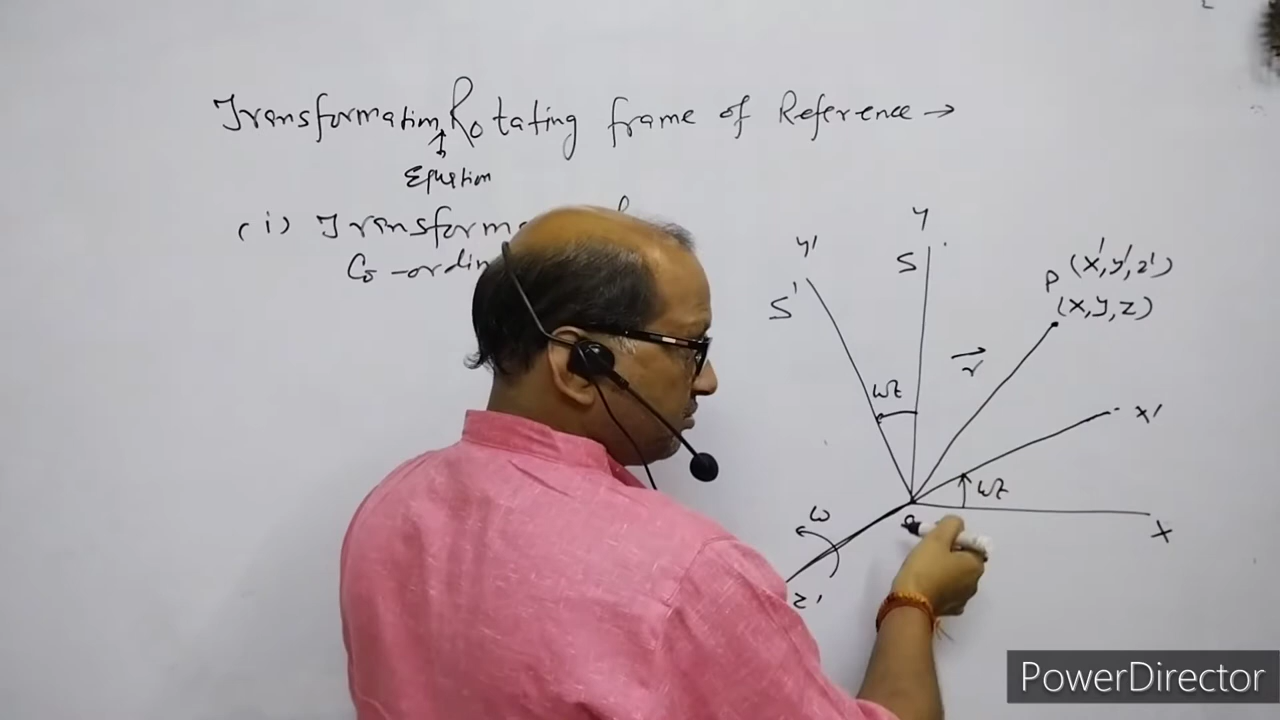 Transformation Rotating frame of Reference →
Equation
(i) Transform
Co-ordin
y
y'
S
S'
P (x', y', z')
(x, y, z)
r
ωt
x'
ωt
ω
x
z'
PowerDirector